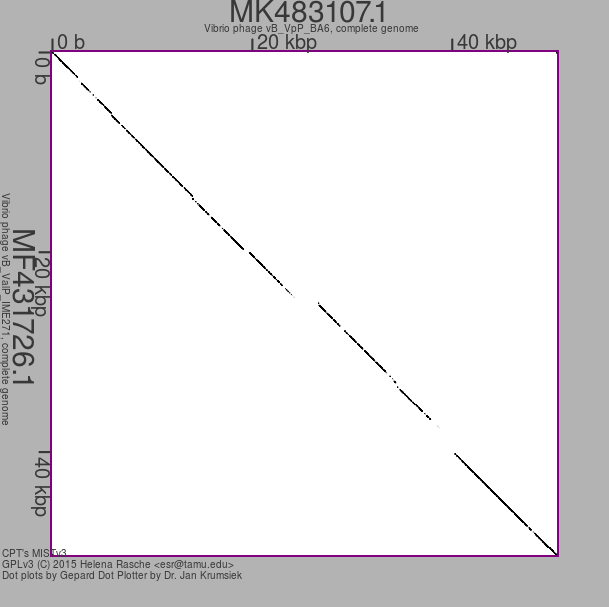 MK483107.1
Vibrio phage vB_VpP_BA6, complete genome
0 b
20 kbp
40 kbp
0 b
20 kbp
40 kbp
MF431726.1
Vibrio phage vB_ValP_IME271, complete genome
CPT's MISTv3
GPLv3 (C) 2015 Helena Rasche <esr@tamu.edu>
Dot plots by Gepard Dot Plotter by Dr. Jan Krumsiek